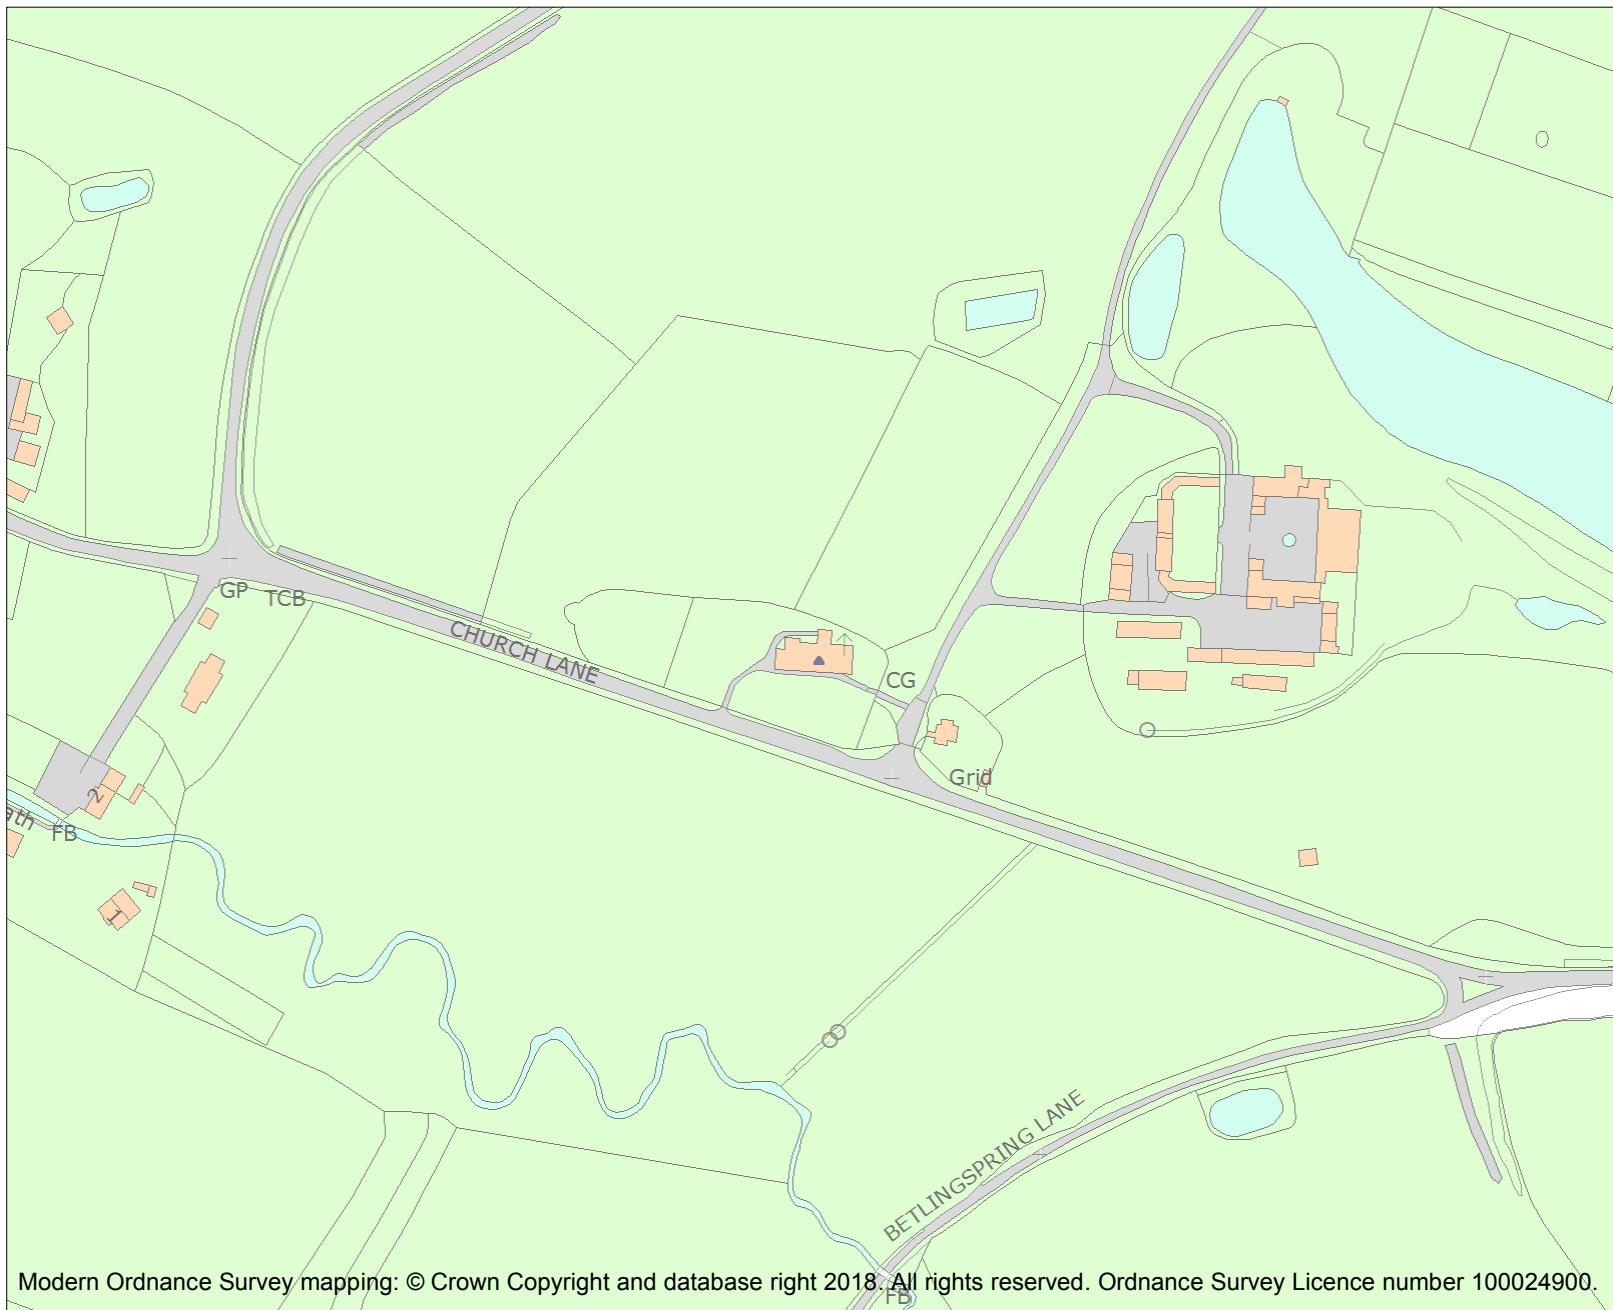 GP
TCB
CHURCH LANE
CG
Grid
2
ath
FB
1
BETLINGSPRING LANE
Modern Ordnance Survey mapping: © Crown Copyright and database right 2018. All rights reserved. Ordnance Survey Licence number 100024900.
FB